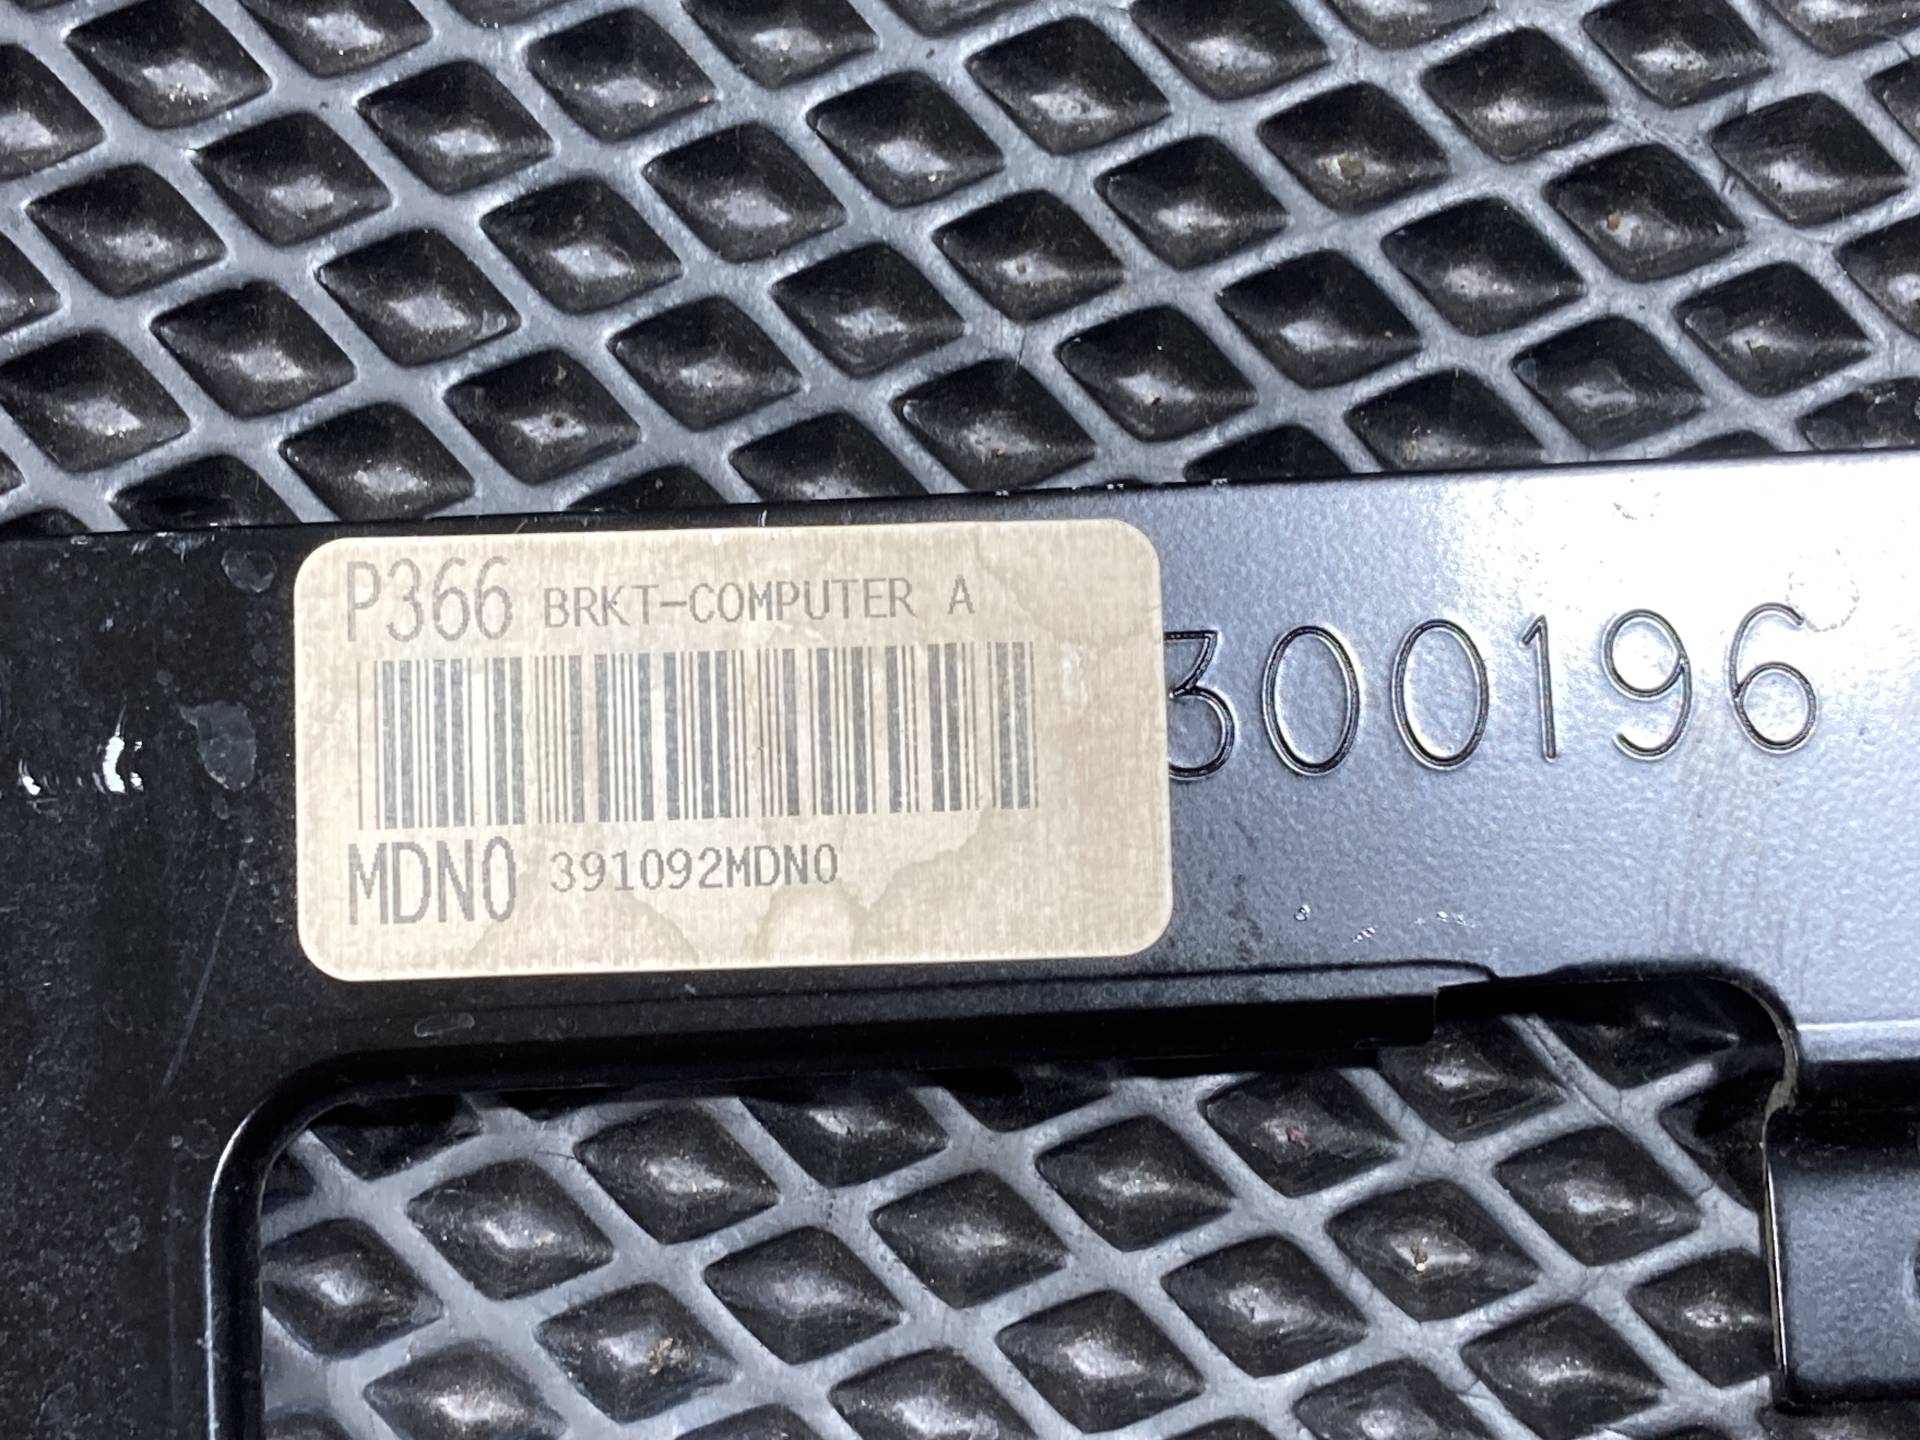 P366 BRKT-COMPUTER A
300196
MDN0 391092MDN0